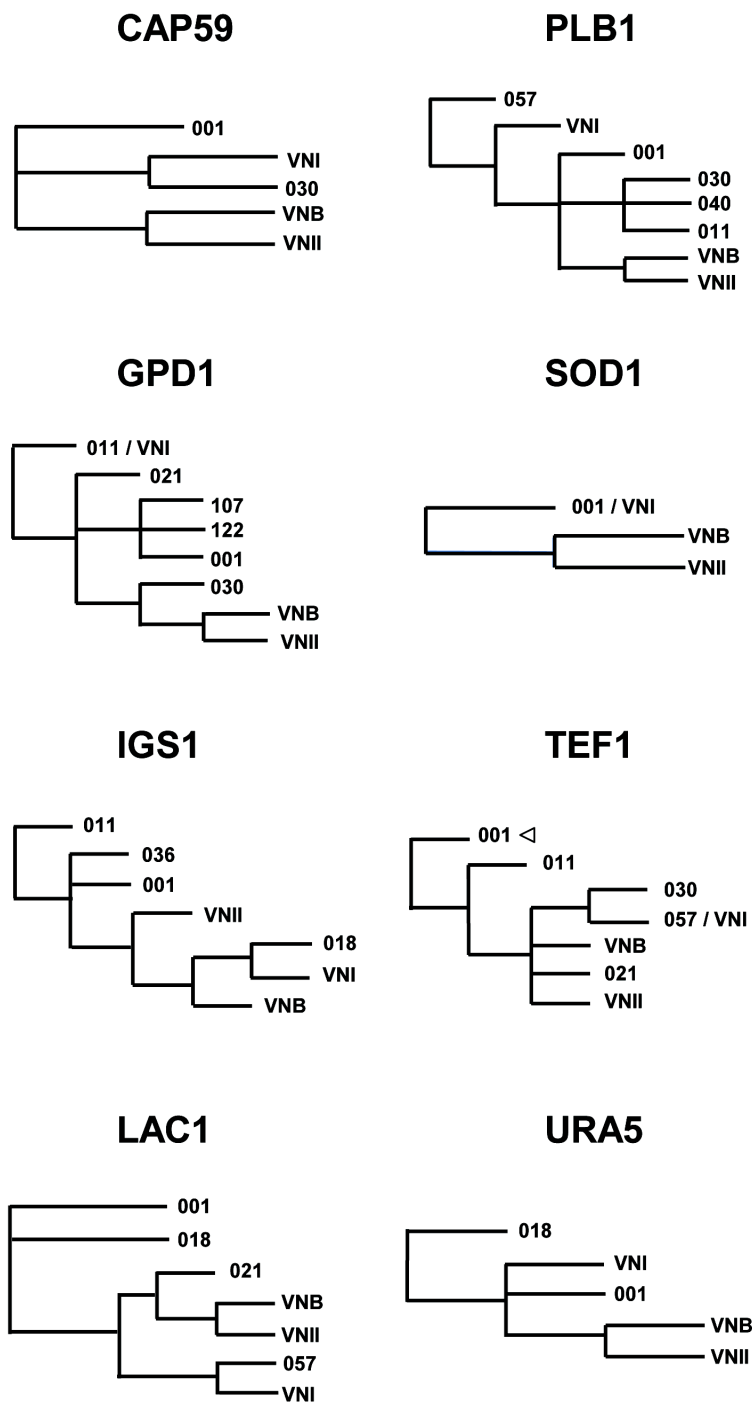 CAP59
001
VNI
030
VNB
VNII
PLB1
057
VNI
001
030
040
011
VNB
VNII
GPD1
011 / VNI
021
107
122
001
030
VNB
VNII
SOD1
001 / VNI
VNB
VNII
IGS1
011
036
001
VNII
018
VNI
VNB
TEF1
001
011
030
057 / VNI
VNB
021
VNII
LAC1
001
018
021
VNB
VNII
057
VNI
URA5
018
VNI
001
VNB
VNII